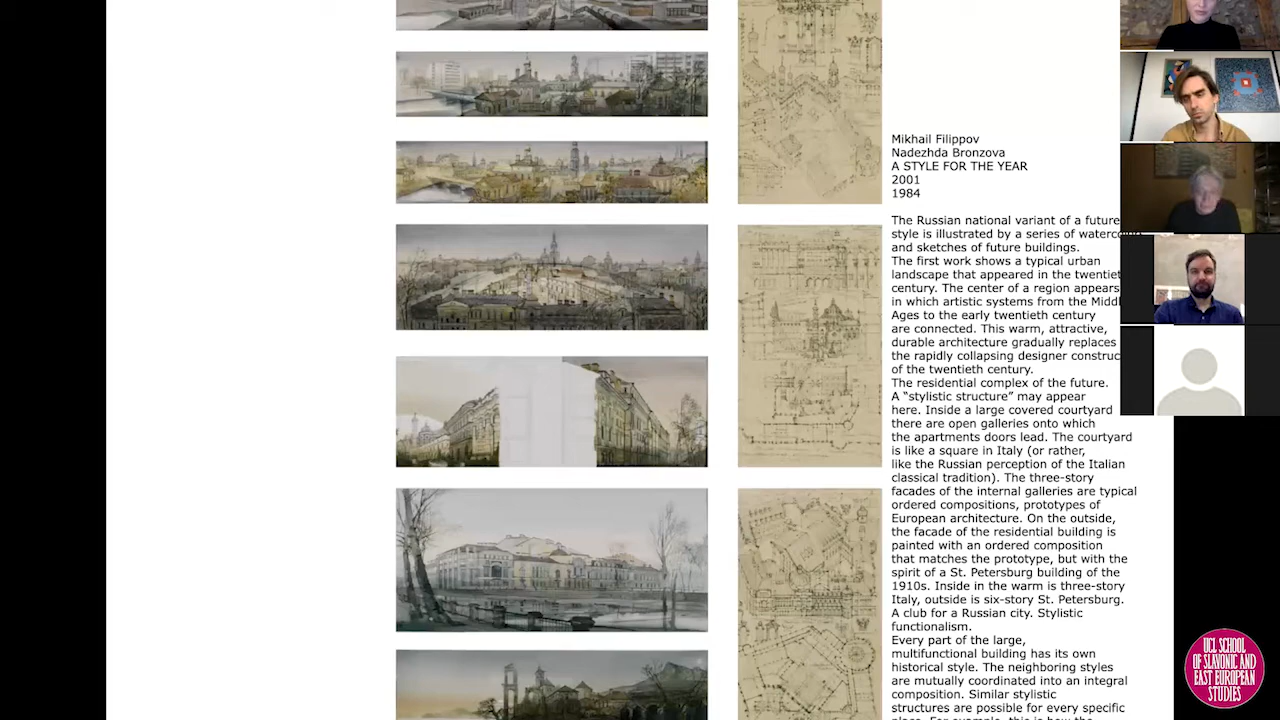 Mikhail Filippov
Nadezhda Bronzova
A STYLE FOR THE YEAR
2001
1984
The Russian national variant of a future
style is illustrated by a series of
and sketches of future buildings.
The first work shows a typical urban
landscape that appeared in the
century. The center of a region appears
in which artistic systems from the
Ages to the early twentieth century
are connected. This warm, attractive,
durable architecture gradually replaces
the rapidly collapsing designer
of the twentieth century.
The residential complex of the future.
A “stylistic structure” may appear
here. Inside a large covered courtyard
there are open galleries onto which
the apartments doors lead. The courtyard
is like a square in Italy (or rather,
like the Russian perception of the Italian
classical tradition). The three-story
facades of the internal galleries are typical
ordered compositions, prototypes of
European architecture. On the outside,
the facade of the residential building is
painted with an ordered composition
that matches the prototype, but with the
spirit of a St. Petersburg building of the
1910s. Inside in the warm is three-story
Italy, outside is six-story St. Petersburg.
A club for a Russian city. Stylistic
functionalism.
Every part of the large,
multifunctional building has its own
historical style. The neighboring styles
are mutually coordinated into an integral
composition. Similar stylistic
structures are possible for every specific
UCL SCHOOL
OF SLAVONIC AND
EAST EUROPEAN
STUDIES